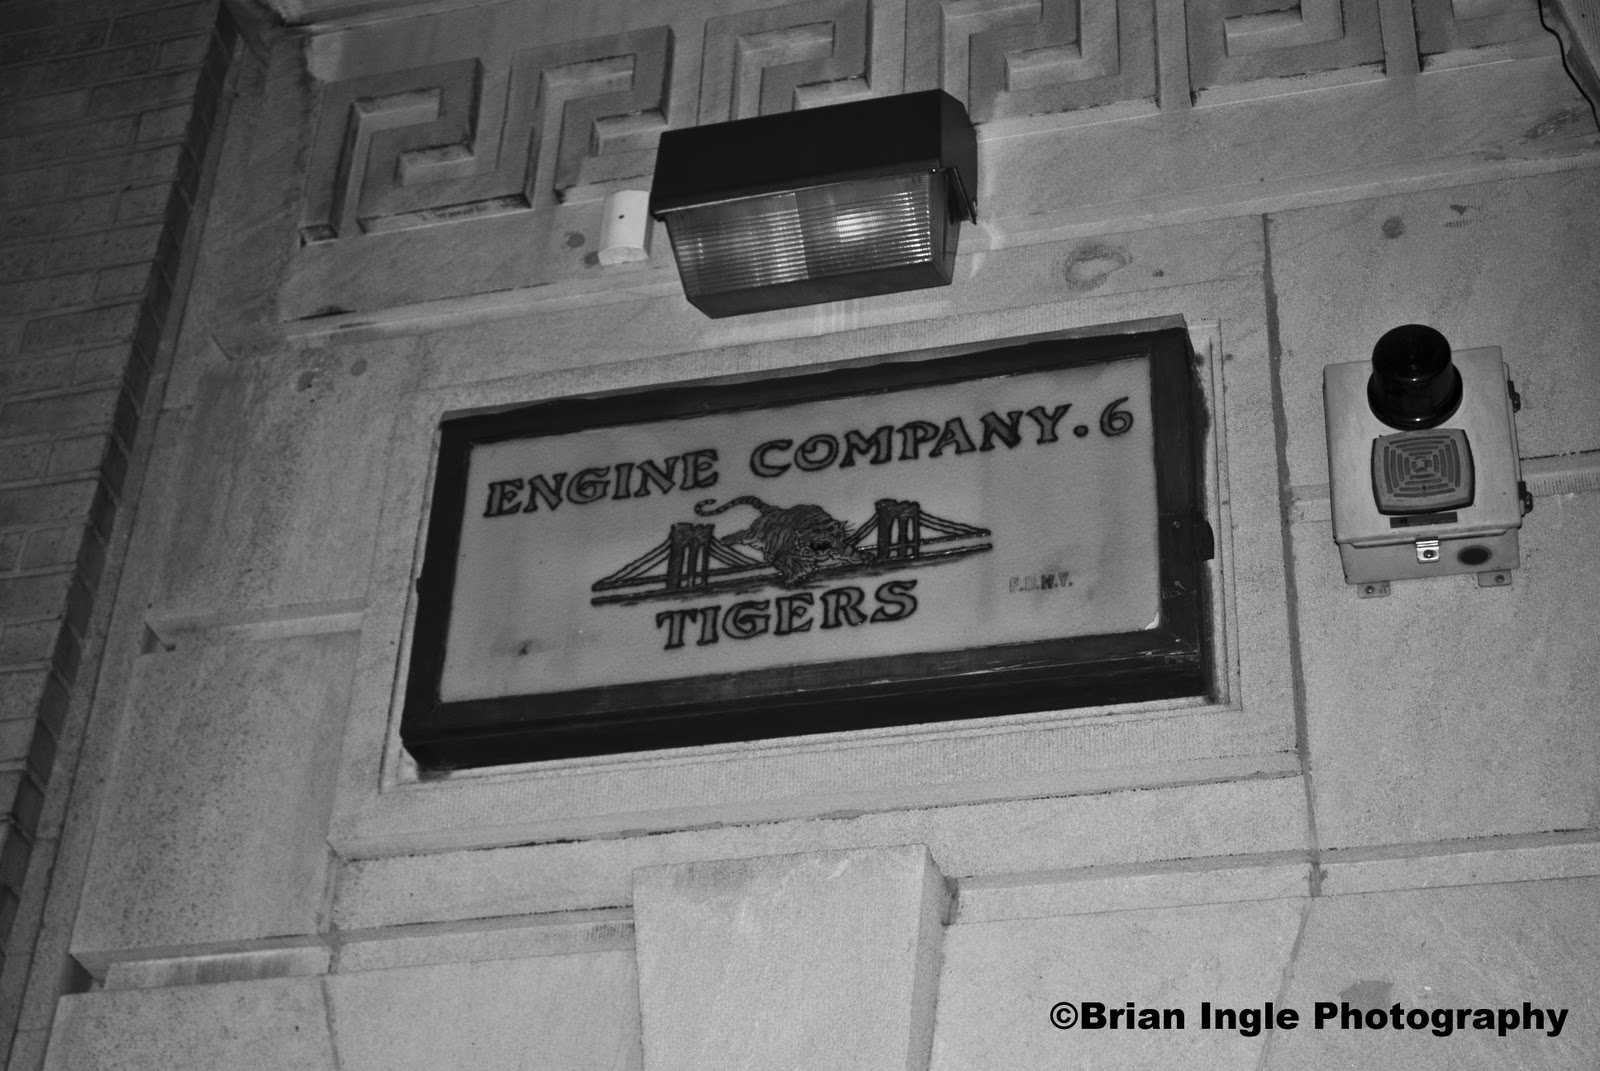 ENGINE COMPANY. 6
TIGERS
F.D.N.Y.
©Brian Ingle Photography